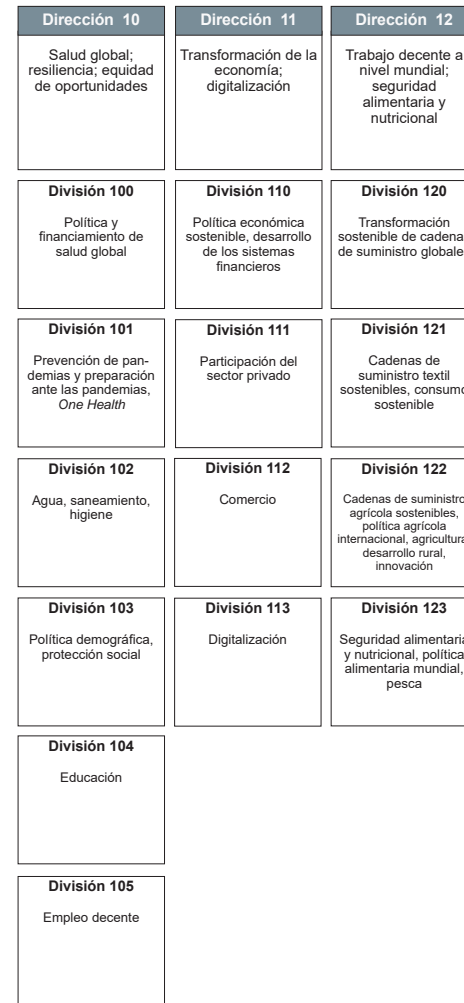 Dirección 10
Salud global;
resiliencia; equidad
de oportunidades
División 100
Política y
financiamiento de
salud global
División 101
Prevención de pan-
demias y preparación
ante las pandemias,
One Health
División 102
Agua, saneamiento,
higiene
División 103
Política demográfica,
protección social
División 104
Educación
División 105
Empleo decente
Dirección 11
Transformación de la
economía;
digitalización
División 110
Política económica
sostenible, desarrollo
de los sistemas
financieros
División 111
Participación del
sector privado
División 112
Comercio
División 113
Digitalización
Dirección 12
Trabajo decente a
nivel mundial;
seguridad
alimentaria y
nutricional
División 120
Transformación
sostenible de cadena
de suministro globale
División 121
Cadenas de
suministro textil
sostenibles, consumo
sostenible
División 122
Cadenas de suministro
agrícola sostenibles,
política agrícola
internacional, agricultura
desarrollo rural,
innovación
División 123
Seguridad alimentaria
y nutricional, política
alimentaria mundial,
pesca